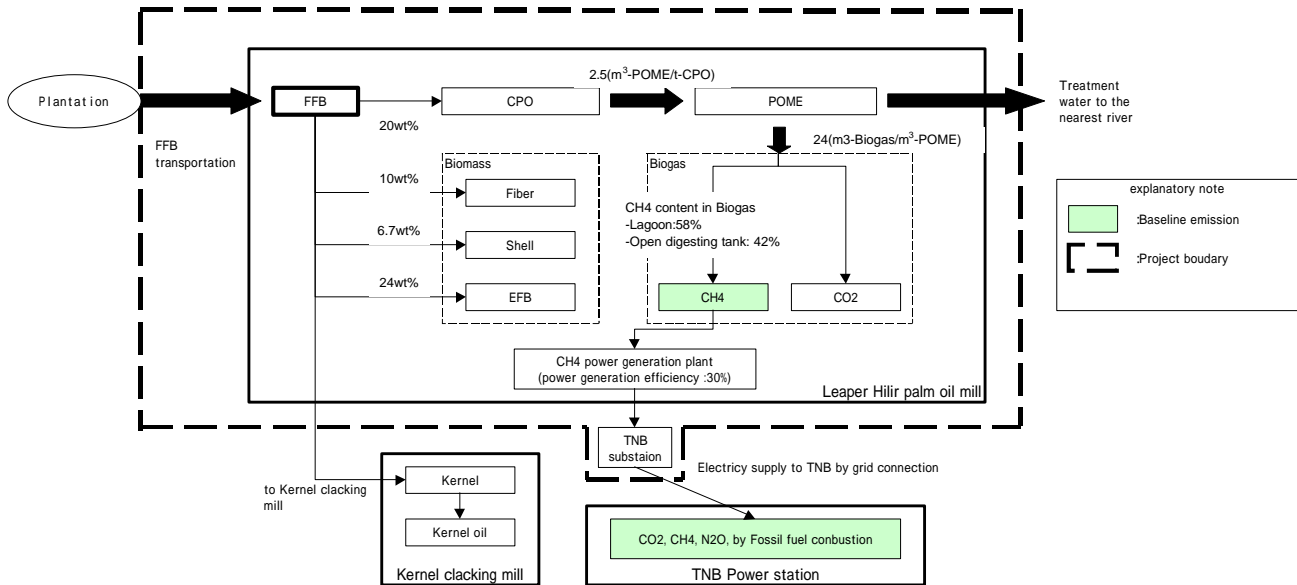 2.5(m³-POME/t-CPO)
Plantation
FFB
CPO
POME
Treatment
water to the
nearest river
20wt%
24(m3-Biogas/m³-POME)
FFB
transportation
Biomass
Biogas
10wt%
Fiber
CH4 content in Biogas
-Lagoon:58%
-Open digesting tank: 42%
6.7wt%
Shell
24wt%
EFB
CH4
CO2
explanatory note
:Baseline emission
:Project boudary
CH4 power generation plant
(power generation efficiency :30%)
Leaper Hilir palm oil mill
TNB
substaion
Electricy supply to TNB by grid connection
to Kernel clacking
mill
Kernel
Kernel oil
Kernel clacking mill
CO2, CH4, N2O, by Fossil fuel conbustion
TNB Power station